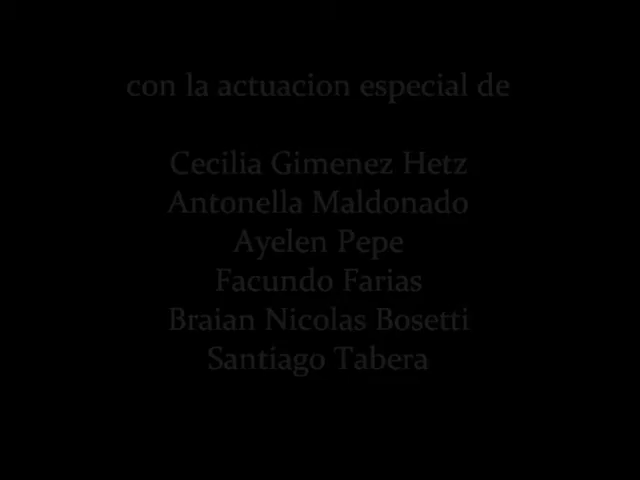 con la actuacion especial de
Cecilia Gimenez Hetz
Antonella Maldonado
Ayelen Pepe
Facundo Farias
Braian Nicolas Bosetti
Santiago Tabera